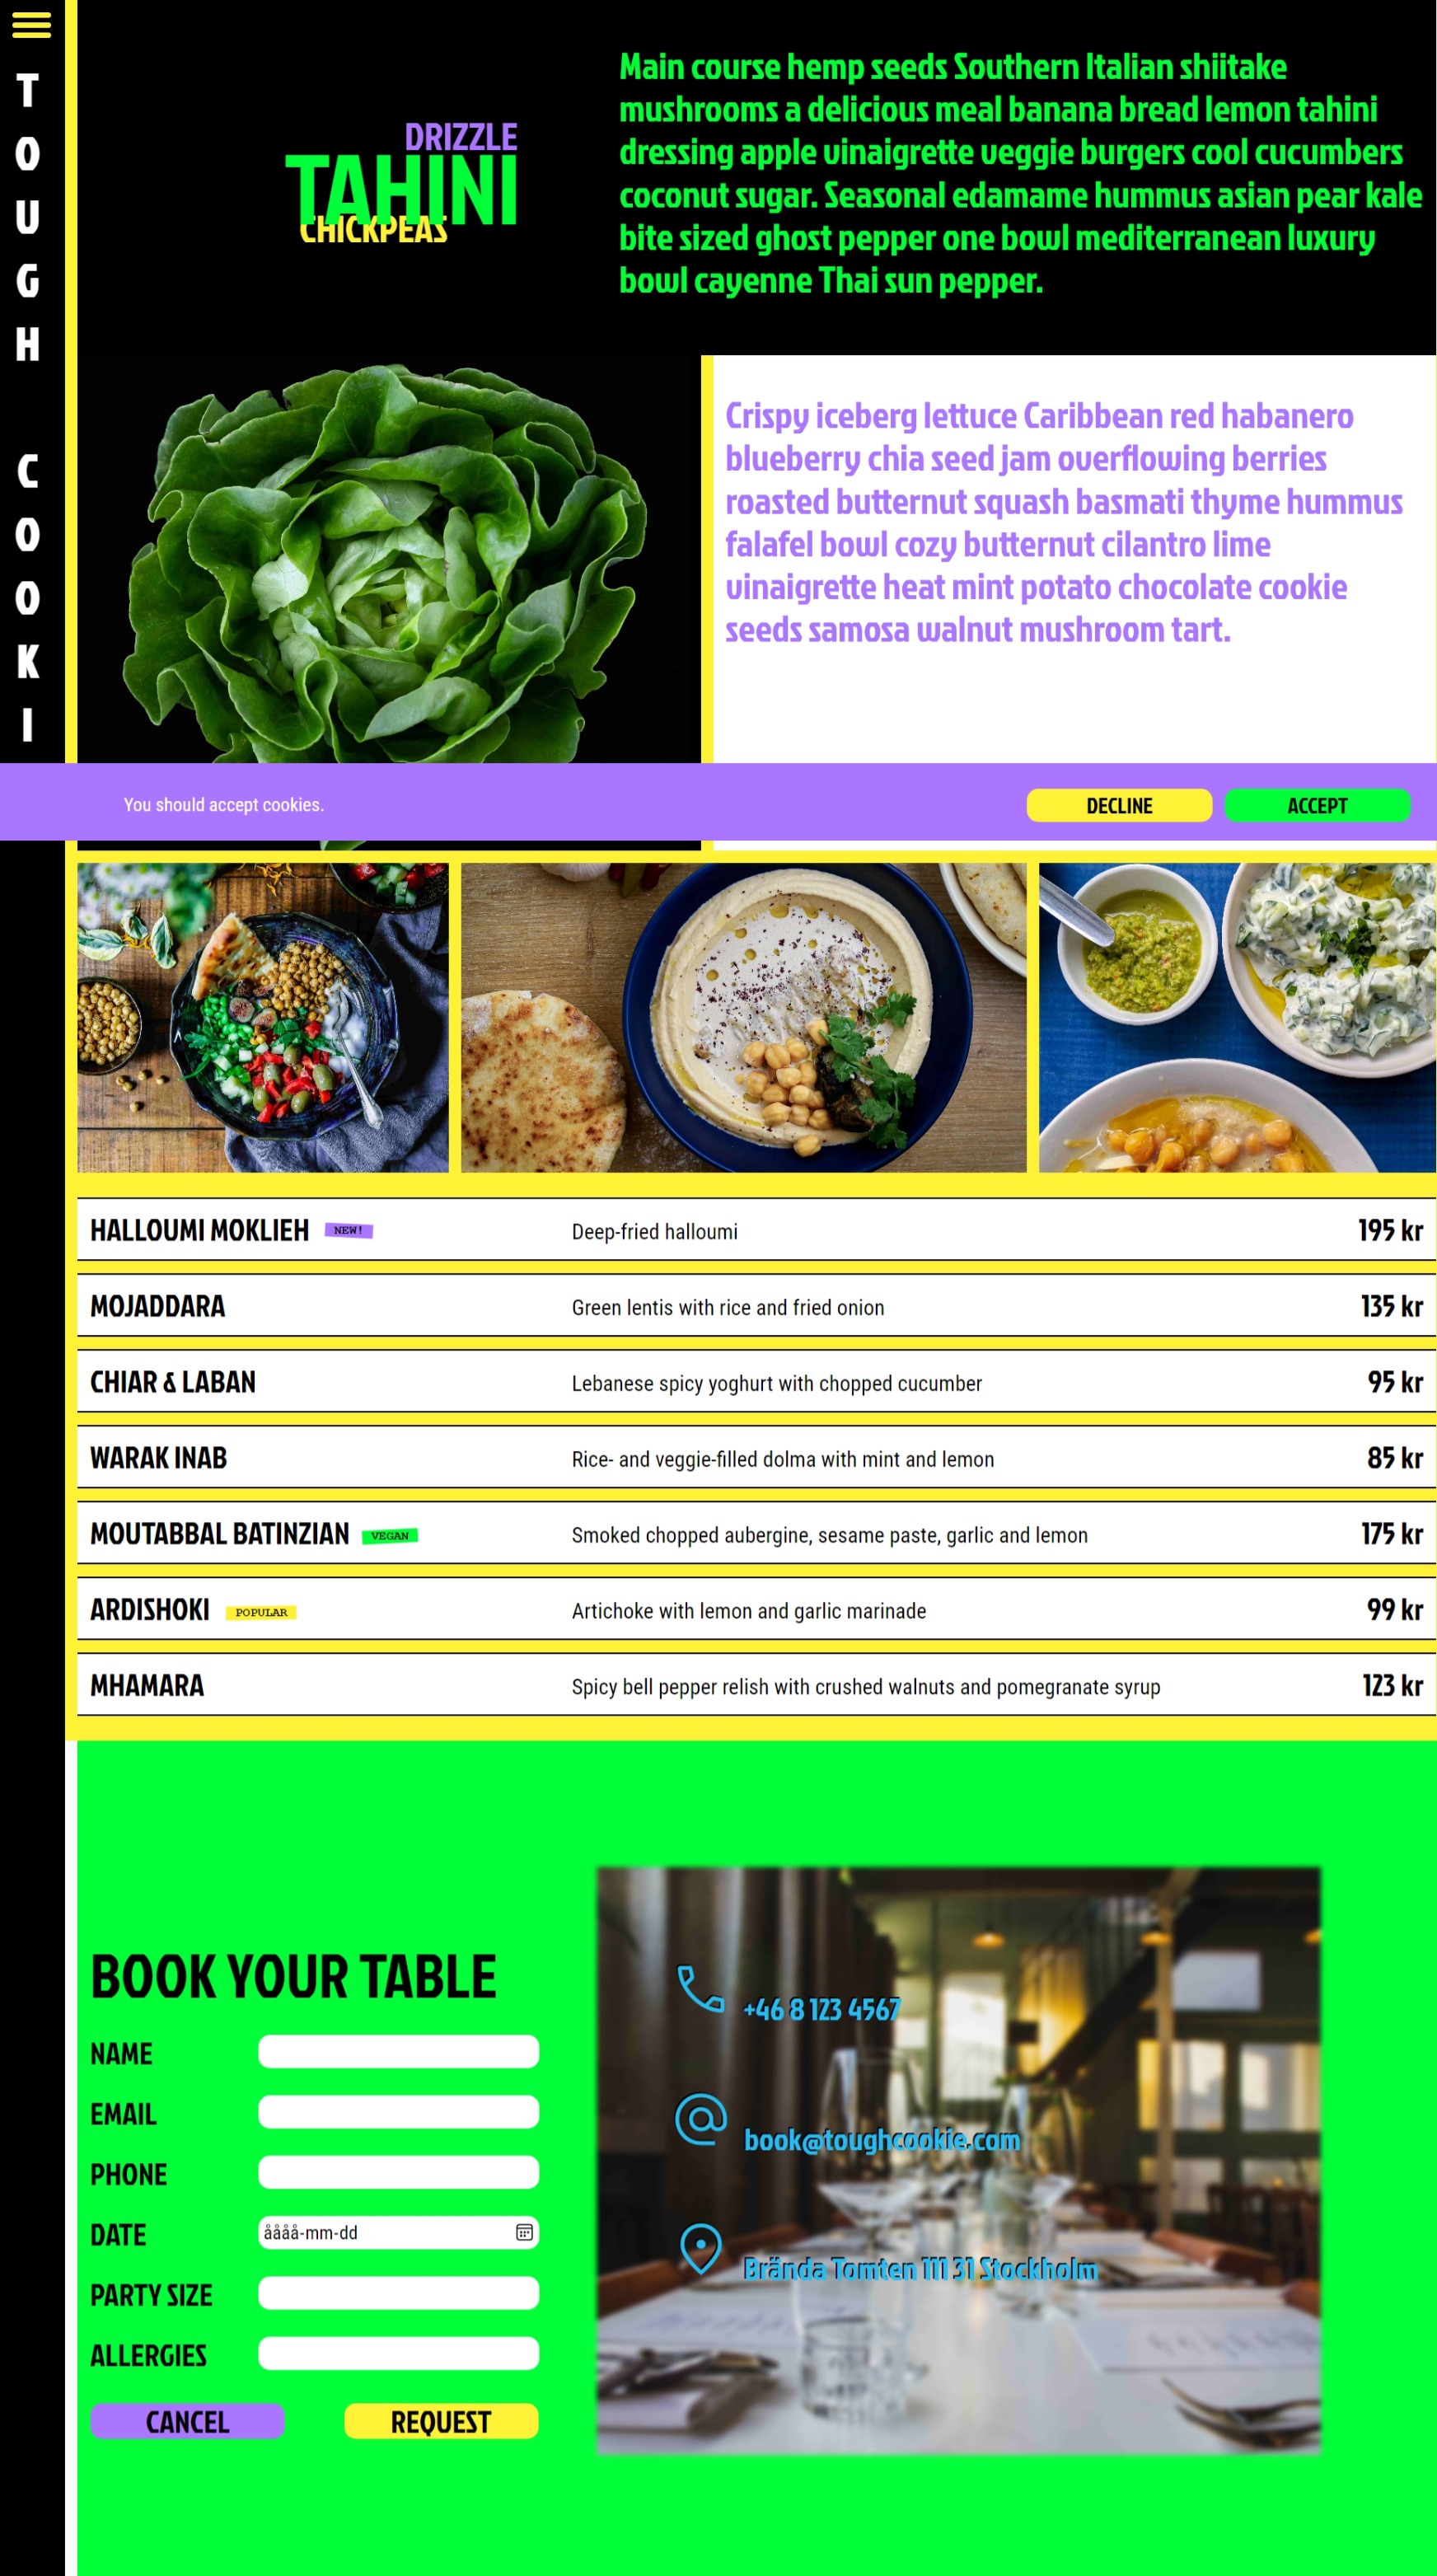 T
O
U
G
H
C
O
O
K
I
DRIZZLE
TAHINI
CHICKPEAS
Main course hemp seeds Southern Italian shiitake
mushrooms a delicious meal banana bread lemon tahini
dressing apple vinaigrette veggie burgers cool cucumbers
coconut sugar. Seasonal edamame hummus asian pear kale
bite sized ghost pepper one bowl mediterranean luxury
bowl cayenne Thai sun pepper.
Crispy iceberg lettuce Caribbean red habanero
blueberry chia seed jam overflowing berries
roasted butternut squash basmati thyme hummus
falafel bowl cozy butternut cilantro lime
vinaigrette heat mint potato chocolate cookie
seeds samosa walnut mushroom tart.
You should accept cookies. DECLINE ACCEPT
HALLOUMI MOKLIEH NEW! Deep-fried halloumi 195 kr
MOJADDARA Green lentis with rice and fried onion 135 kr
CHIAR & LABAN Lebanese spicy yoghurt with chopped cucumber 95 kr
WARAK INAB Rice- and veggie-filled dolma with mint and lemon 85 kr
MOUTABBAL BATINZIAN VEGAN Smoked chopped aubergine, sesame paste, garlic and lemon 175 kr
ARDISHOKI POPULAR Artichoke with lemon and garlic marinade 99 kr
MHAMARA Spicy bell pepper relish with crushed walnuts and pomegranate syrup 123 kr
BOOK YOUR TABLE
NAME
EMAIL
PHONE
DATE åååå-mm-dd
PARTY SIZE
ALLERGIES
CANCEL REQUEST
+46 8 123 4567
book@toughcookie.com
Brända Tomten 111 31 Stockholm